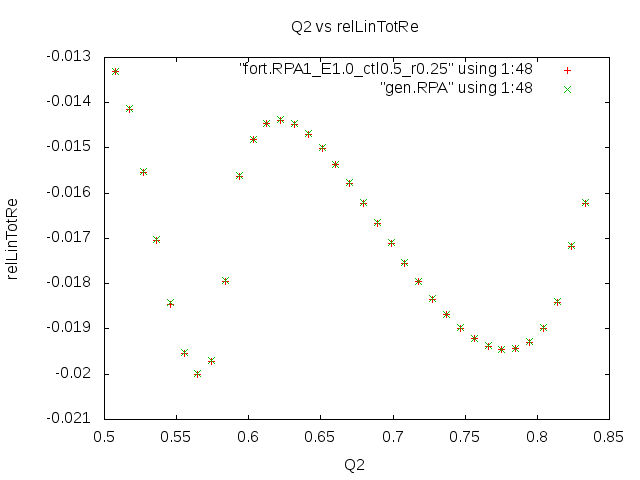 Q2 vs relLinTotRe
"fort.RPA1_E1.0_ctl0.5_r0.25" using 1:48
"gen.RPA" using 1:48
-0.013
-0.014
-0.015
-0.016
-0.017
-0.018
-0.019
-0.02
-0.021
relLinTotRe
0.5 0.55 0.6 0.65 0.7 0.75 0.8 0.85
Q2